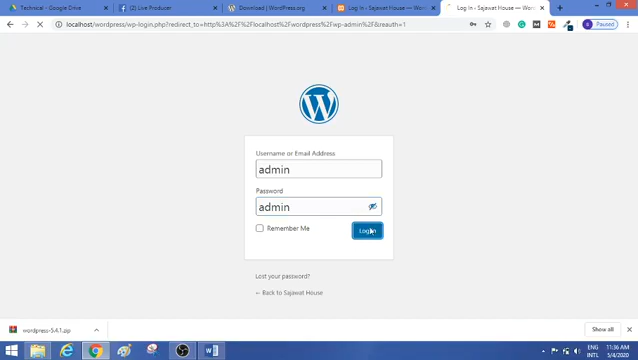 Technical - Google Drive
(2) Live Producer
Download | WordPress.org
Log In ‹ Sajawat House — Wor
Log In ‹ Sajawat House — Wor
localhost/wordpress/wp-login.php?redirect_to=http%3A%2F%2Flocalhost%2Fwordpress%2Fwp-admin%2F&reauth=1
Paused
Username or Email Address
admin
Password
admin
Remember Me
Log In
Lost your password?
← Back to Sajawat House
wordpress-5.4.1.zip
Show all
ENG
11:36 AM
INTL
5/4/2020